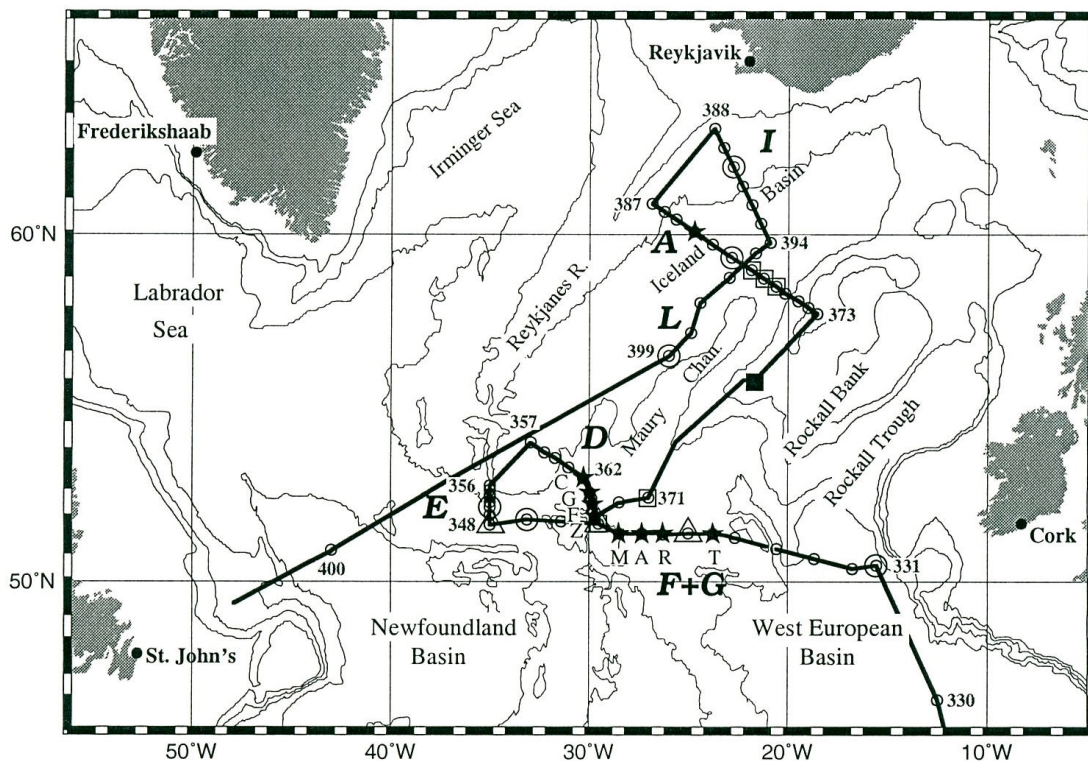 Reykjavik
388
Frederikshaab
Irminger Sea
I
Basin
387
60°N
A
394
Iceland
Labrador
Sea
Reykjanes R.
L
373
399
Chan.
357
D
Maury
Rockall Bank
Rockall Trough
362
C
356
G
E
371
F
348
Z
Cork
M A R T
331
400
F+G
50°N
Newfoundland
Basin
West European
Basin
St. John's
330
50°W 40°W 30°W 20°W 10°W